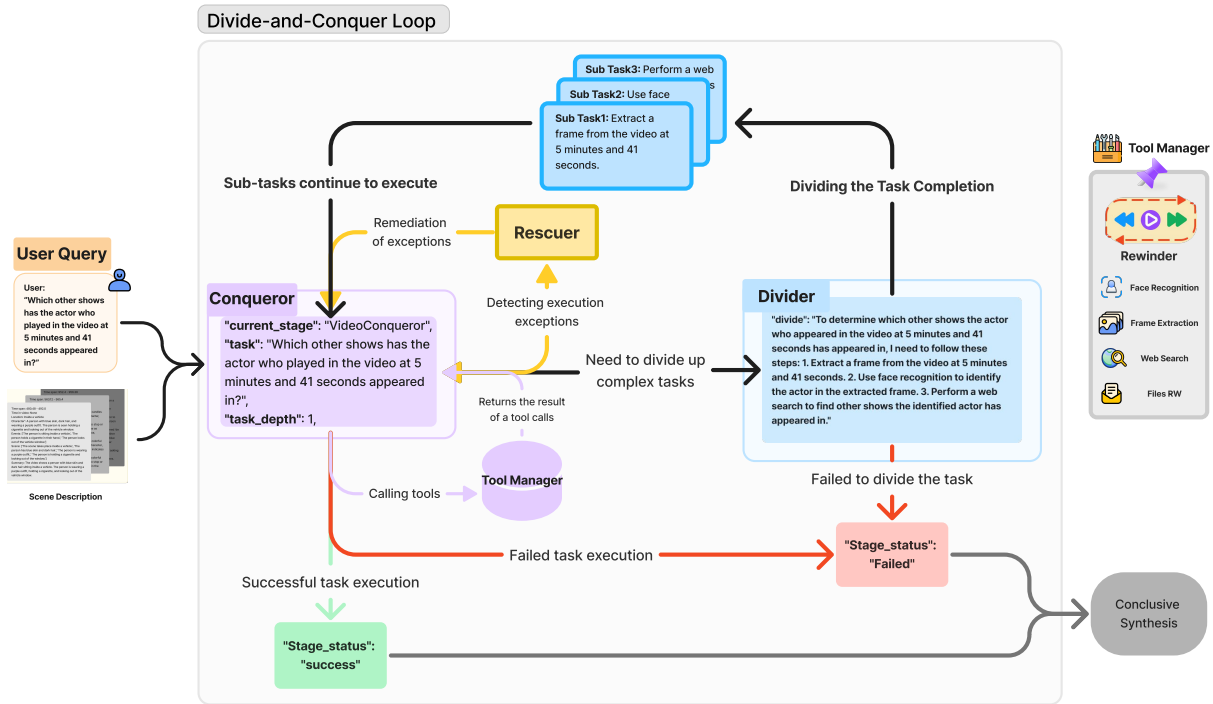 Divide-and-Conquer Loop
Sub Task3: Perform a web
s
Sub Task2: Use face
Sub Task1: Extract a
frame from the video at
5 minutes and 41
seconds.
Sub-tasks continue to execute
Dividing the Task Completion
Tool Manager
Rewinder
Face Recognition
Frame Extraction
Web Search
Files RW
Remediation
of exceptions
Rescuer
Detecting execution
exceptions
User Query
User:
"Which other shows
has the actor who
played in the video at
5 minutes and 41
seconds appeared
in?"
Scene Description
Conqueror
"current_stage": "VideoConqueror",
"task": "Which other shows has the
actor who played in the video at 5
minutes and 41 seconds appeared
in?",
"task_depth": 1,
Need to divide up
complex tasks
Returns the result
of a tool calls
Calling tools
Tool Manager
Divider
"divide": "To determine which other shows the actor
who appeared in the video at 5 minutes and 41
seconds has appeared in, I need to follow these
steps: 1. Extract a frame from the video at 5 minutes
and 41 seconds. 2. Use face recognition to identify
the actor in the extracted frame. 3. Perform a web
search to find other shows the identified actor has
appeared in."
Failed to divide the task
Failed task execution
"Stage_status":
"Failed"
Successful task execution
"Stage_status":
"success"
Conclusive
Synthesis